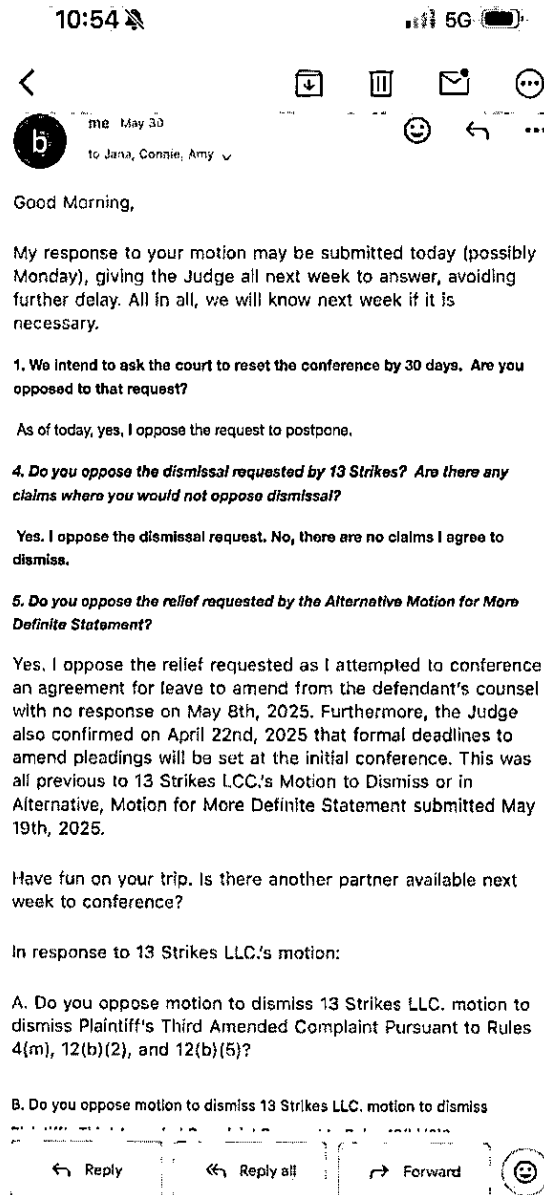 10:54
5G
b
me May 30
to Jana, Connie, Amy
Good Morning,
My response to your motion may be submitted today (possibly
Monday), giving the Judge all next week to answer, avoiding
further delay. All in all, we will know next week if it is
necessary.
1. We intend to ask the court to reset the conference by 30 days. Are you
opposed to that request?
As of today, yes, I oppose the request to postpone.
4. Do you oppose the dismissal requested by 13 Strikes? Are there any
claims where you would not oppose dismissal?
Yes. I oppose the dismissal request. No, there are no claims I agree to
dismiss.
5. Do you oppose the relief requested by the Alternative Motion for More
Definite Statement?
Yes, I oppose the relief requested as I attempted to conference
an agreement for leave to amend from the defendant's counsel
with no response on May 8th, 2025. Furthermore, the Judge
also confirmed on April 22nd, 2025 that formal deadlines to
amend pleadings will be set at the initial conference. This was
all previous to 13 Strikes LCC.'s Motion to Dismiss or in
Alternative, Motion for More Definite Statement submitted May
19th, 2025.
Have fun on your trip. Is there another partner available next
week to conference?
In response to 13 Strikes LLC.'s motion:
A. Do you oppose motion to dismiss 13 Strikes LLC. motion to
dismiss Plaintiff's Third Amended Complaint Pursuant to Rules
4(m), 12(b)(2), and 12(b)(5)?
B. Do you oppose motion to dismiss 13 Strikes LLC. motion to dismiss
Reply
Reply all
Forward